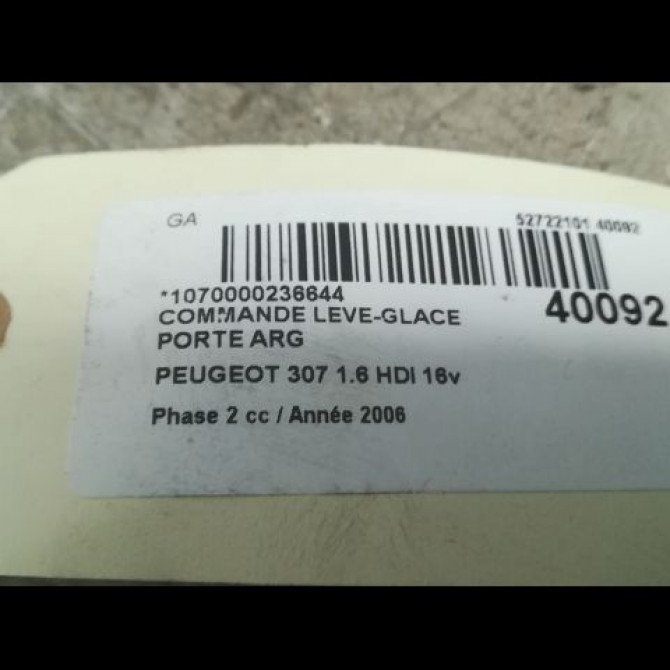 GA
52722101 40092
*1070000236644
40092
COMMANDE LEVE-GLACE
PORTE ARG
PEUGEOT 307 1.6 HDI 16v
Phase 2 cc / Année 2006